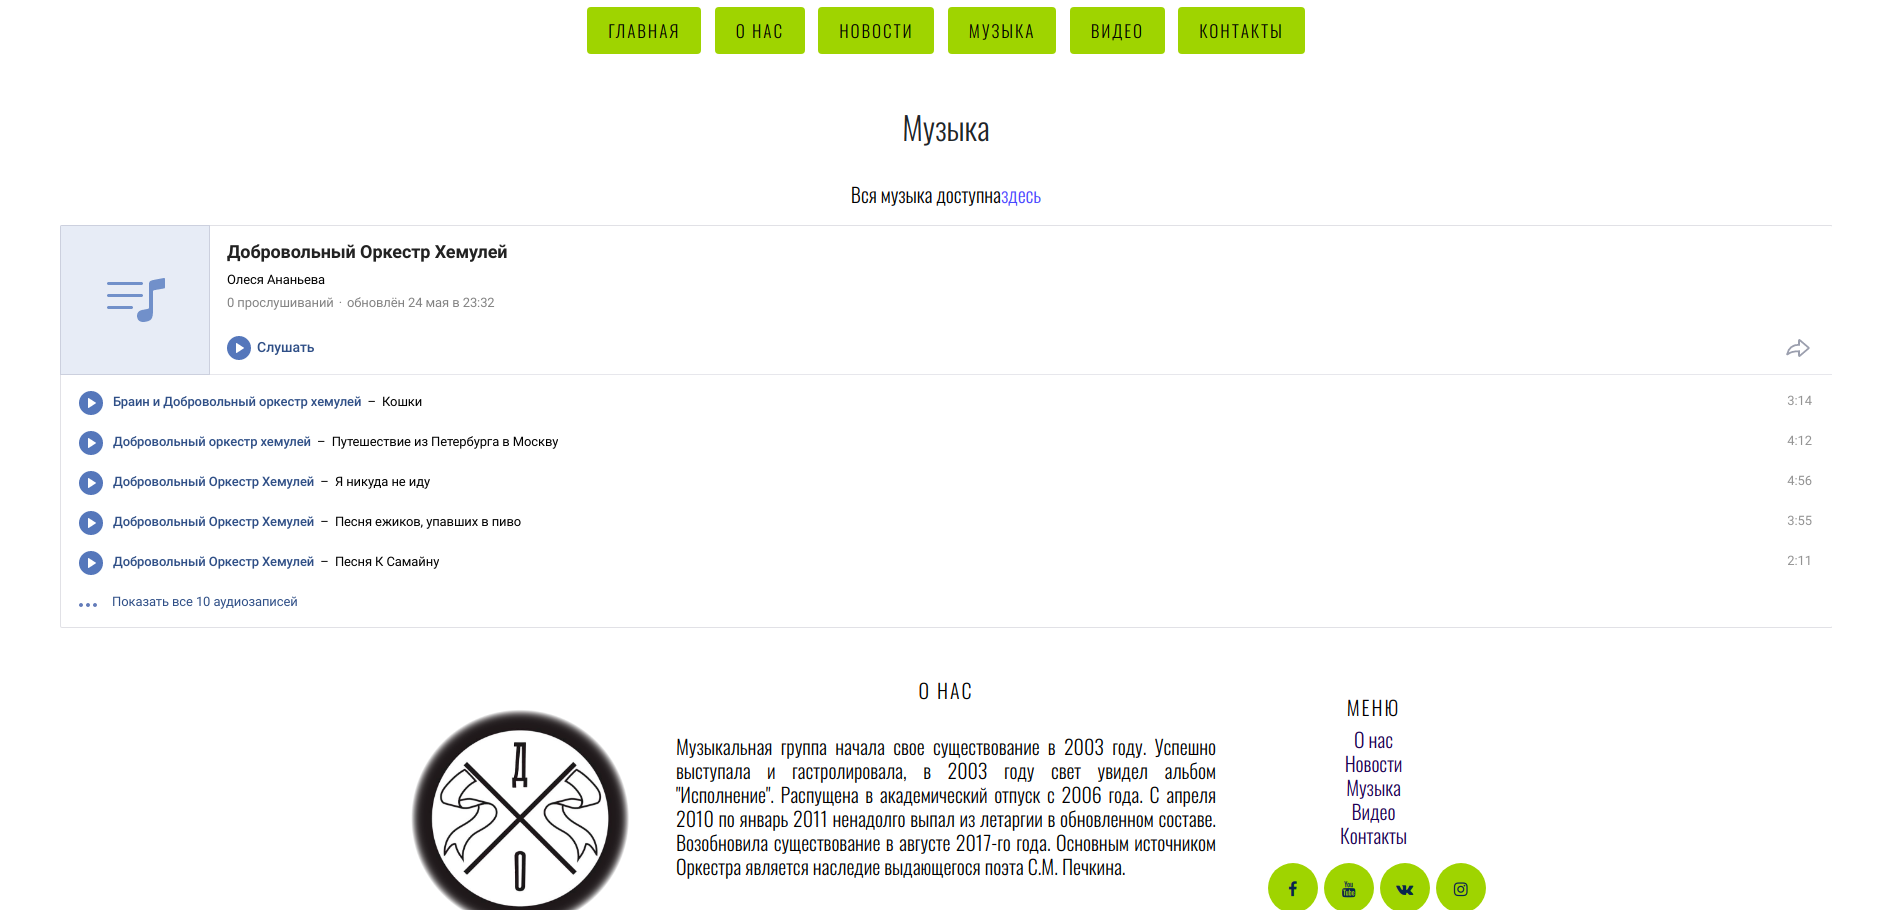 ГЛАВНАЯ О НАС НОВОСТИ МУЗЫКА ВИДЕО КОНТАКТЫ
Музыка
Вся музыка доступназдесь
Добровольный Оркестр Хемулей
Олеся Ананьева
0 прослушиваний · обновлён 24 мая в 23:32
Слушать
Браин и Добровольный оркестр хемулей – Кошки 3:14
Добровольный оркестр хемулей – Путешествие из Петербурга в Москву 4:12
Добровольный Оркестр Хемулей – Я никуда не иду 4:56
Добровольный Оркестр Хемулей – Песня ежиков, упавших в пиво 3:55
Добровольный Оркестр Хемулей – Песня К Самайну 2:11
Показать все 10 аудиозаписей
Д
О
О НАС
Музыкальная группа начала свое существование в 2003 году. Успешно
выступала и гастролировала, в 2003 году свет увидел альбом
"Исполнение". Распущена в академический отпуск с 2006 года. С апреля
2010 по январь 2011 ненадолго выпал из летаргии в обновленном составе.
Возобновила существование в августе 2017-го года. Основным источником
Оркестра является наследие выдающегося поэта С.М. Печкина.
МЕНЮ
О нас
Новости
Музыка
Видео
Контакты
You
Tube